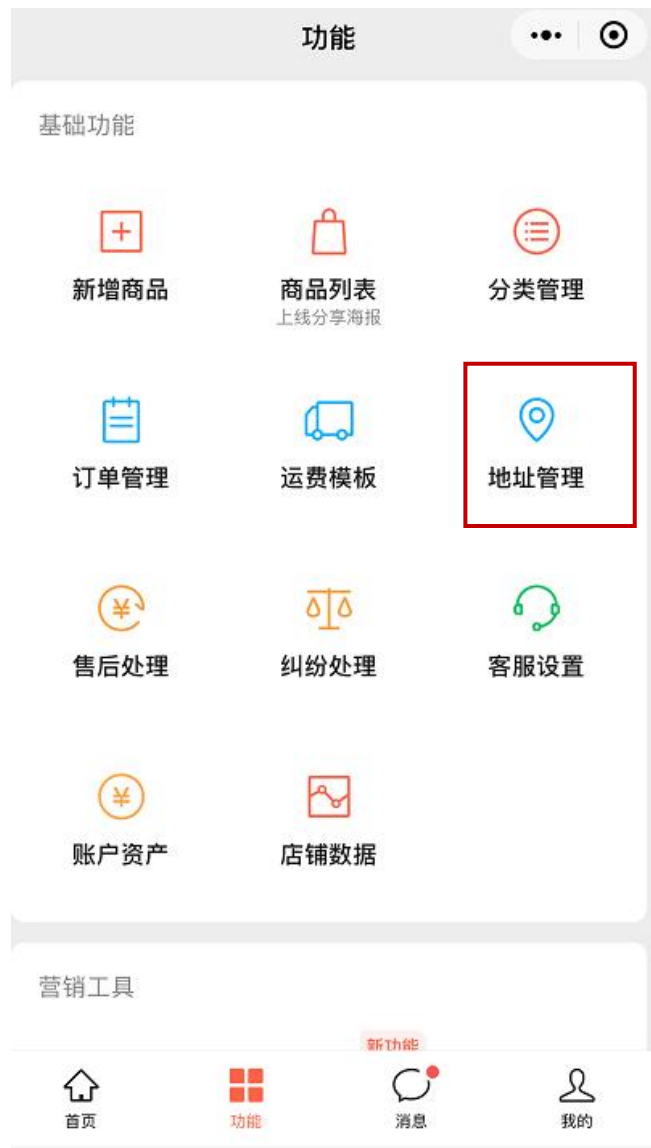 功能
基础功能
新增商品
商品列表
分类管理
上线分享海报
订单管理
运费模板
地址管理
售后处理
纠纷处理
客服设置
账户资产
店铺数据
营销工具
新功能
首页
功能
消息
我的